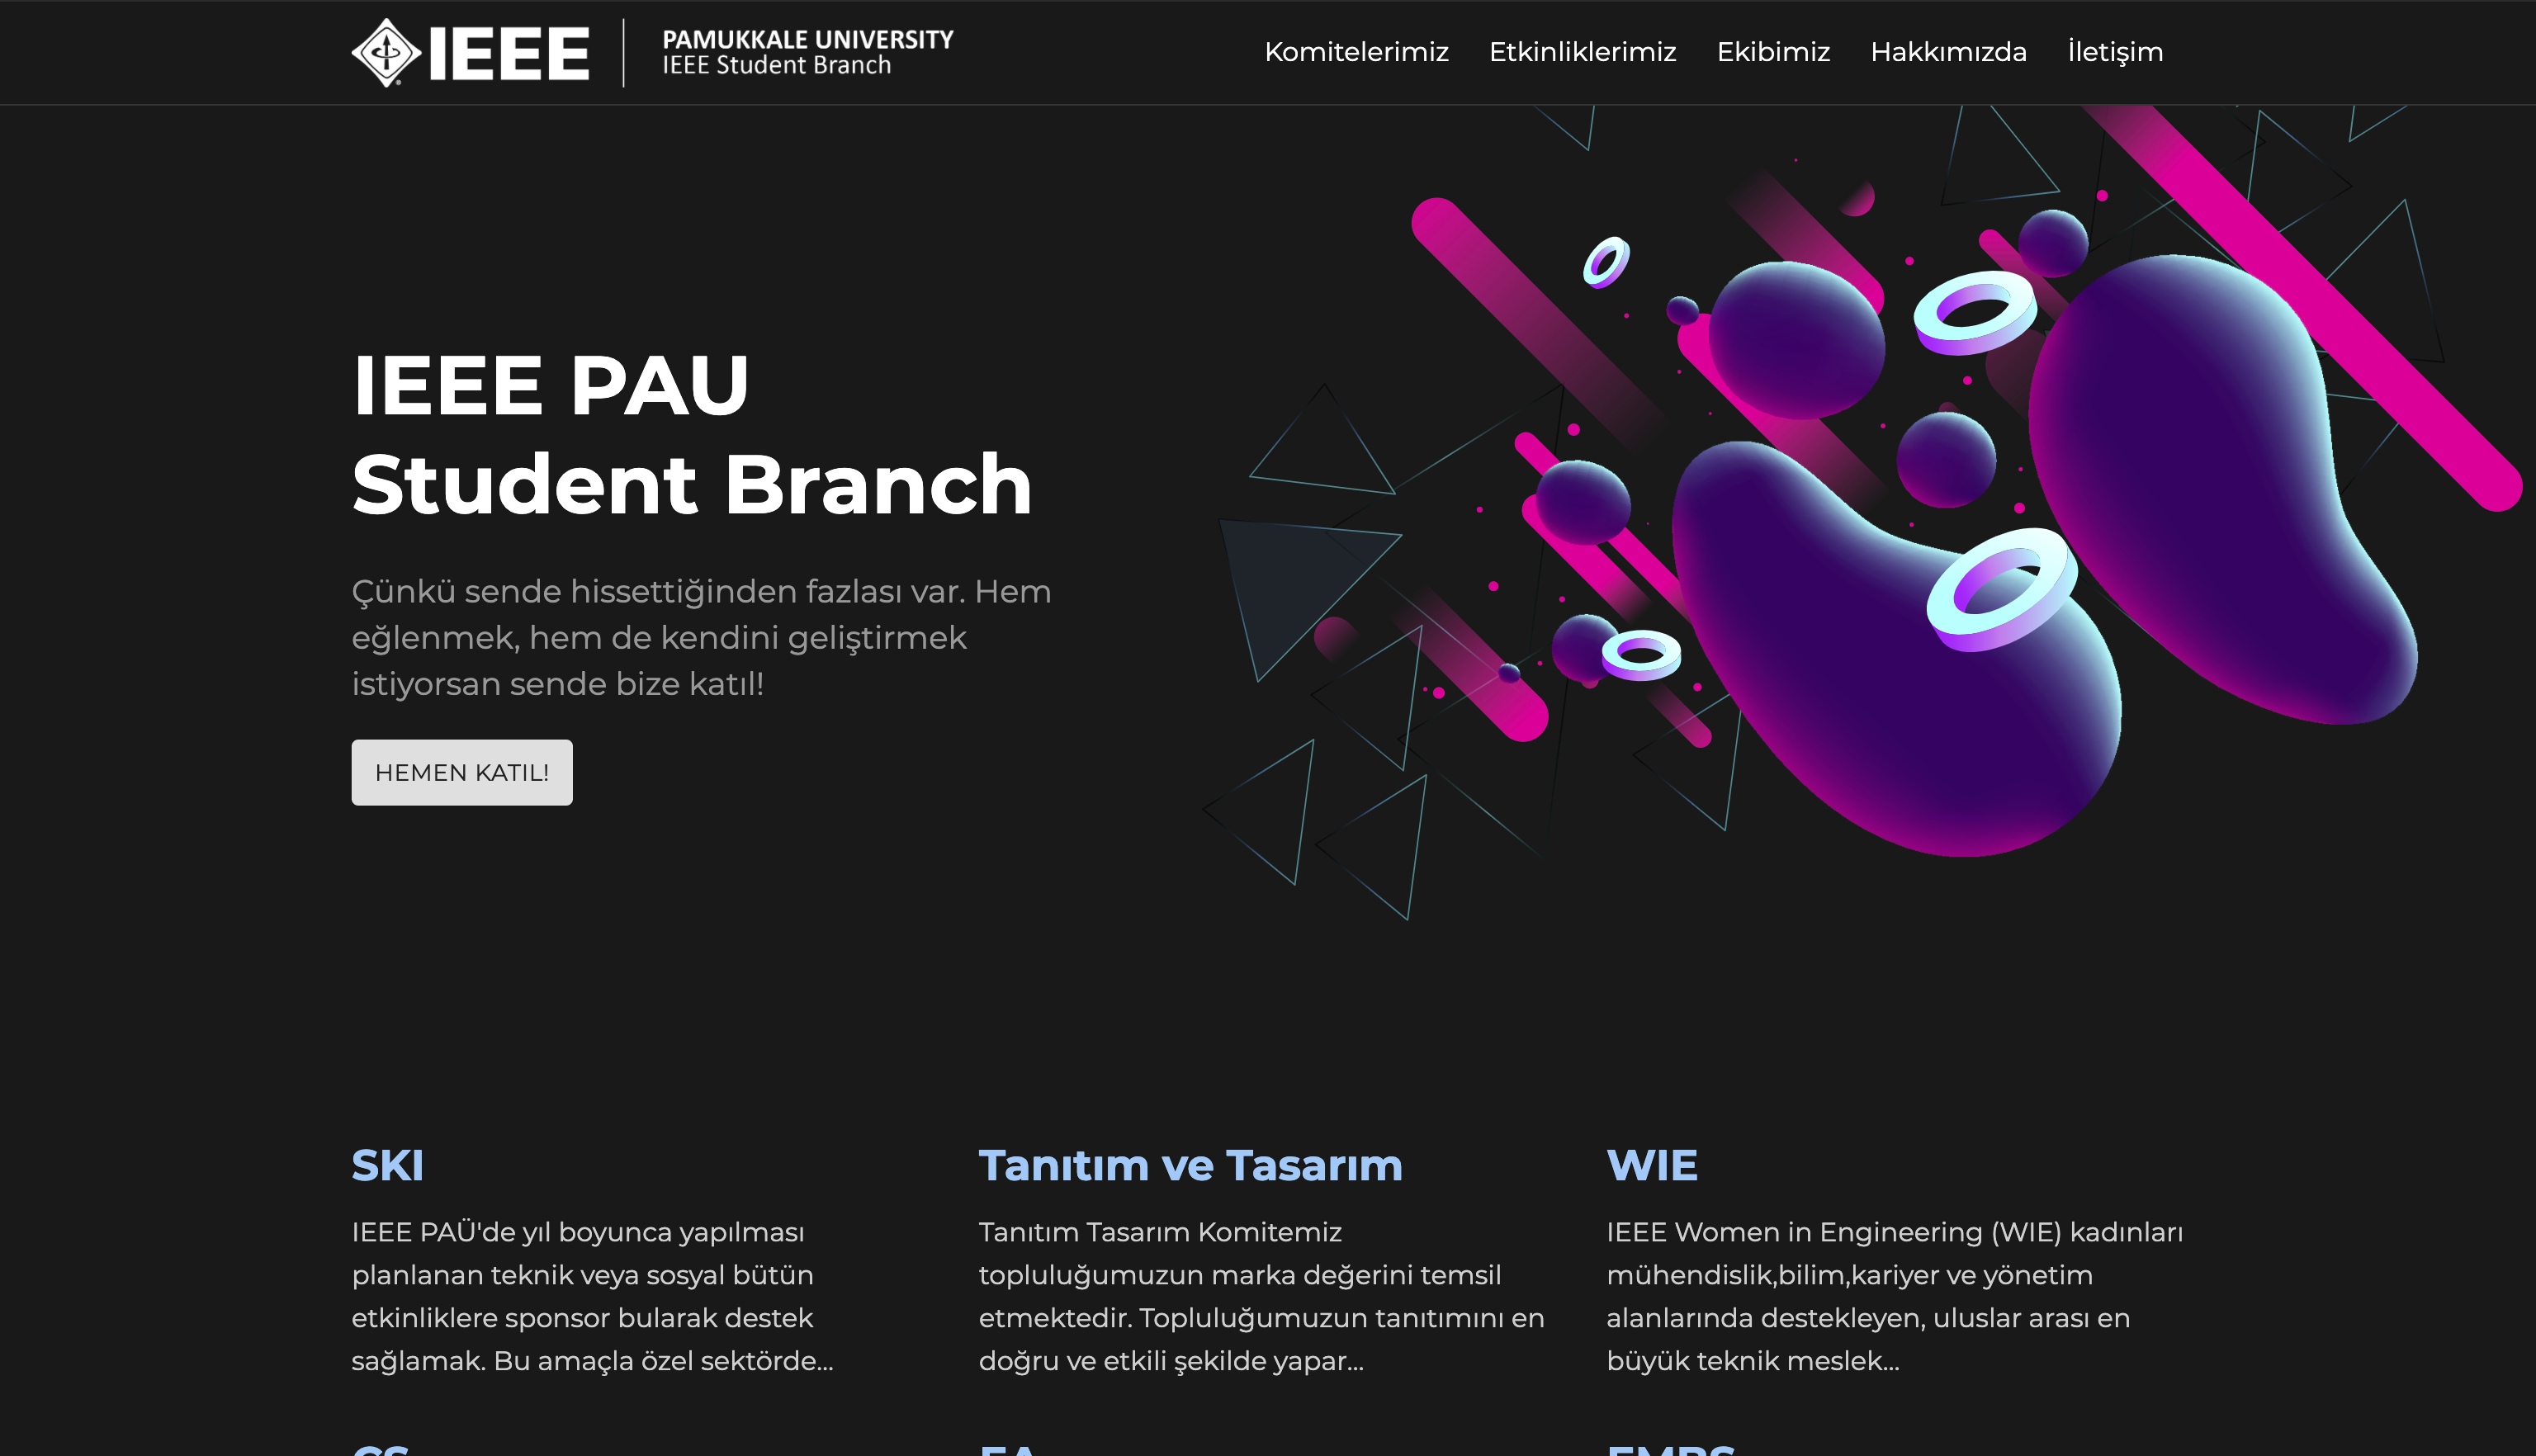 IEEE
PAMUKKALE UNIVERSITY
IEEE Student Branch
Komitelerimiz Etkinliklerimiz Ekibimiz Hakkımızda İletişim
IEEE PAU
Student Branch
Çünkü sende hissettiğinden fazlası var. Hem
eğlenmek, hem de kendini geliştirmek
istiyorsan sende bize katıl!
HEMEN KATIL!
SKI
IEEE PAÜ'de yıl boyunca yapılması
planlanan teknik veya sosyal bütün
etkinliklere sponsor bularak destek
sağlamak. Bu amaçla özel sektörde...
Tanıtım ve Tasarım
Tanıtım Tasarım Komitemiz
topluluğumuzun marka değerini temsil
etmektedir. Topluluğumuzun tanıtımını en
doğru ve etkili şekilde yapar...
WIE
IEEE Women in Engineering (WIE) kadınları
mühendislik,bilim,kariyer ve yönetim
alanlarında destekleyen, uluslar arası en
büyük teknik meslek...